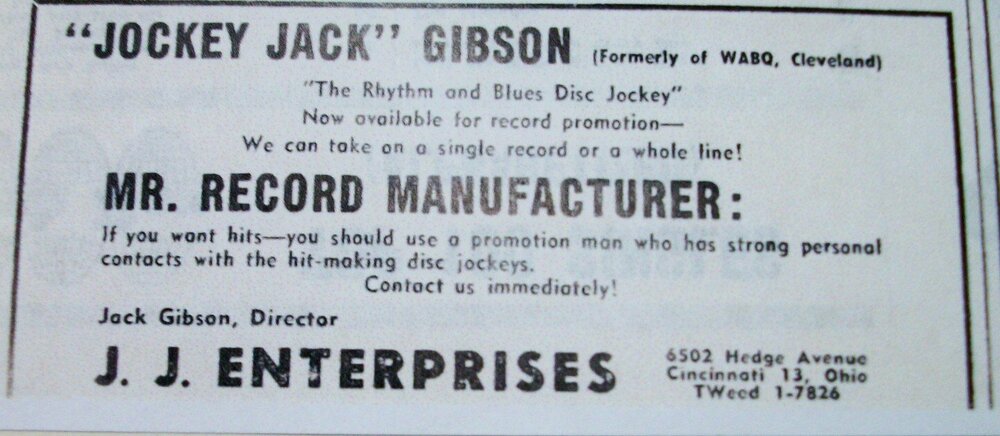 "JOCKEY JACK" GIBSON (Formerly of WABQ, Cleveland)
"The Rhythm and Blues Disc Jockey"
Now available for record promotion—
We can take on a single record or a whole line!
MR. RECORD MANUFACTURER:
If you want hits—you should use a promotion man who has strong personal
contacts with the hit-making disc jockeys.
Contact us immediately!
Jack Gibson, Director
J. J. ENTERPRISES
6502 Hedge Avenue
Cincinnati 13, Ohio
TWeed 1-7826